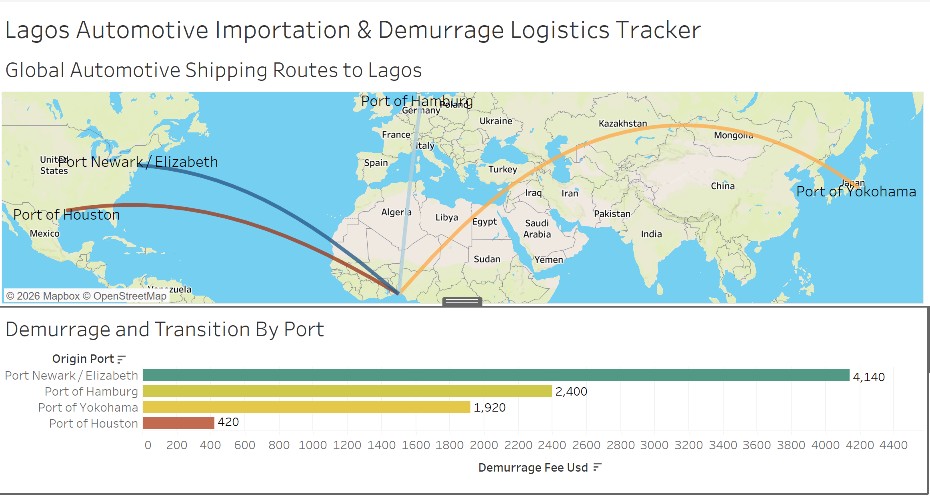 Lagos Automotive Importation & Demurrage Logistics Tracker
Global Automotive Shipping Routes to Lagos
Port of Hamburg
Germany
Poland
Ukraine
Kazakhstan
Mongolia
France
Italy
United States
Port Newark / Elizabeth
Spain
Turkey
China
Japan
Port of Yokohama
Iraq
Iran
Port of Houston
Algeria
Libya
Egypt
Saudi Arabia
Pakistan
Mexico
India
Sudan
Yemen
Venezuela
© 2026 Mapbox © OpenStreetMap
Demurrage and Transition By Port
Origin Port
Port Newark / Elizabeth 4,140
Port of Hamburg 2,400
Port of Yokohama 1,920
Port of Houston 420
0 200 400 600 800 1000 1200 1400 1600 1800 2000 2200 2400 2600 2800 3000 3200 3400 3600 3800 4000 4200 4400
Demurrage Fee Usd